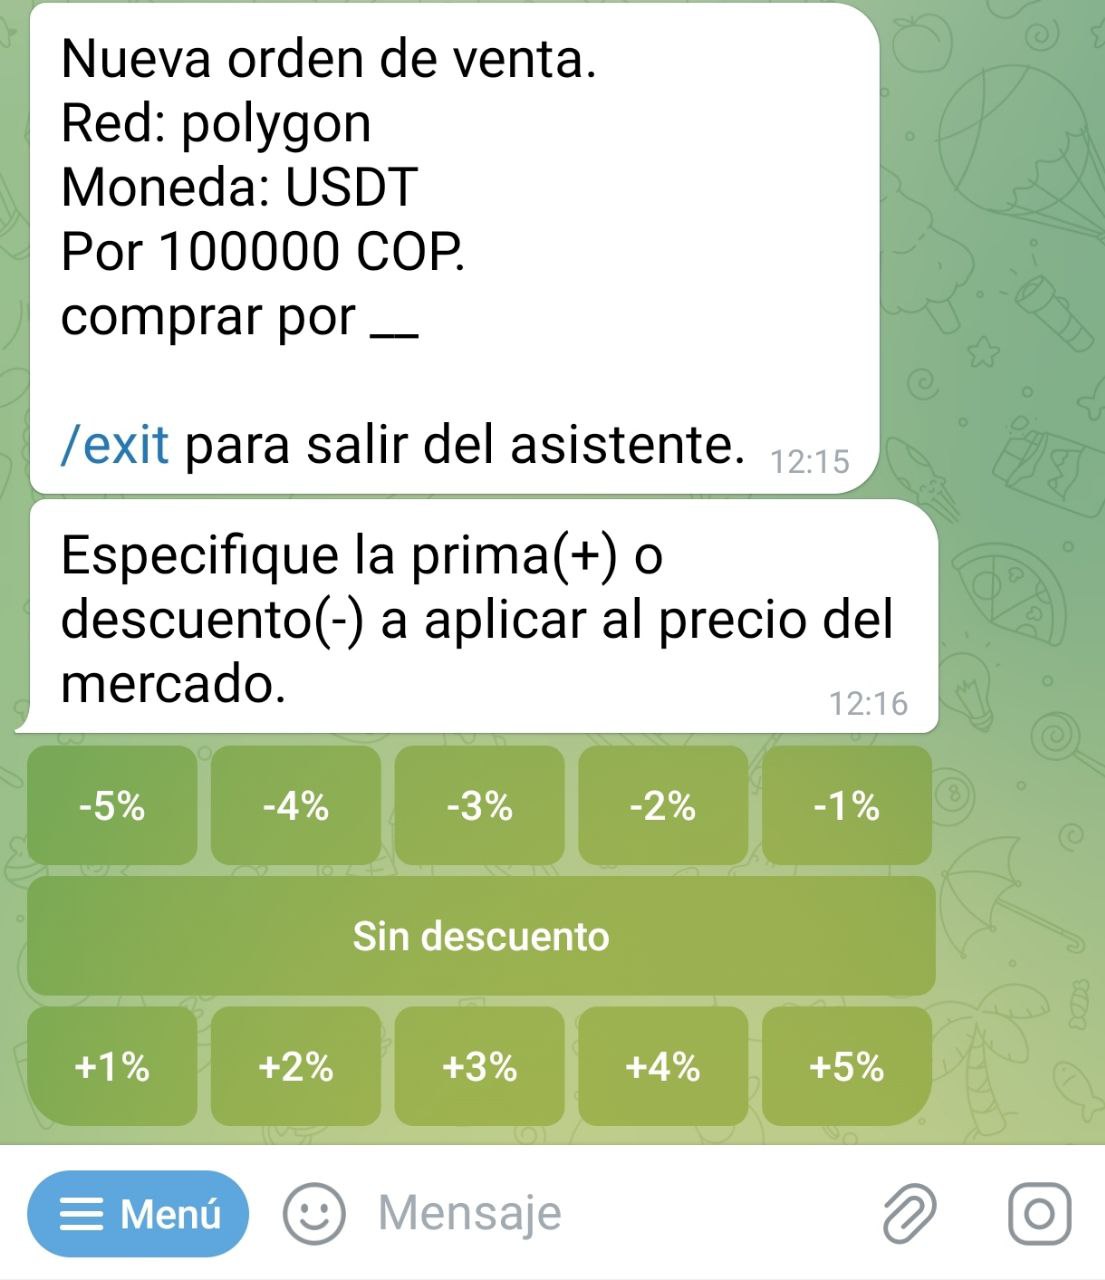 Nueva orden de venta.
Red: polygon
Moneda: USDT
Por 100000 COP.
comprar por __
/exit para salir del asistente. 12:15
Especifique la prima(+) o
descuento(-) a aplicar al precio del
mercado. 12:16
-5% -4% -3% -2% -1%
Sin descuento
+1% +2% +3% +4% +5%
Menú Mensaje